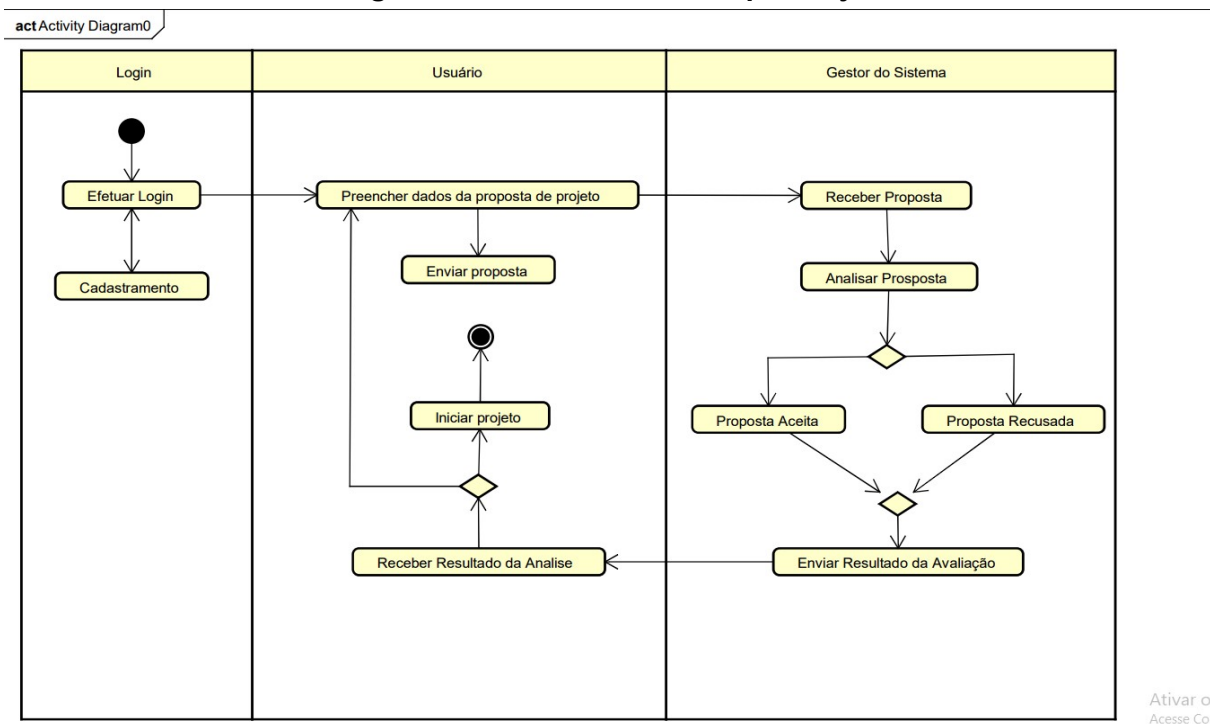 act Activity Diagram0
Login
Usuário
Gestor do Sistema
Efetuar Login
Preencher dados da proposta de projeto
Receber Proposta
Enviar proposta
Analisar Prosposta
Cadastramento
Iniciar projeto
Proposta Aceita
Proposta Recusada
Receber Resultado da Analise
Enviar Resultado da Avaliação
Ativar o
Acesse Co